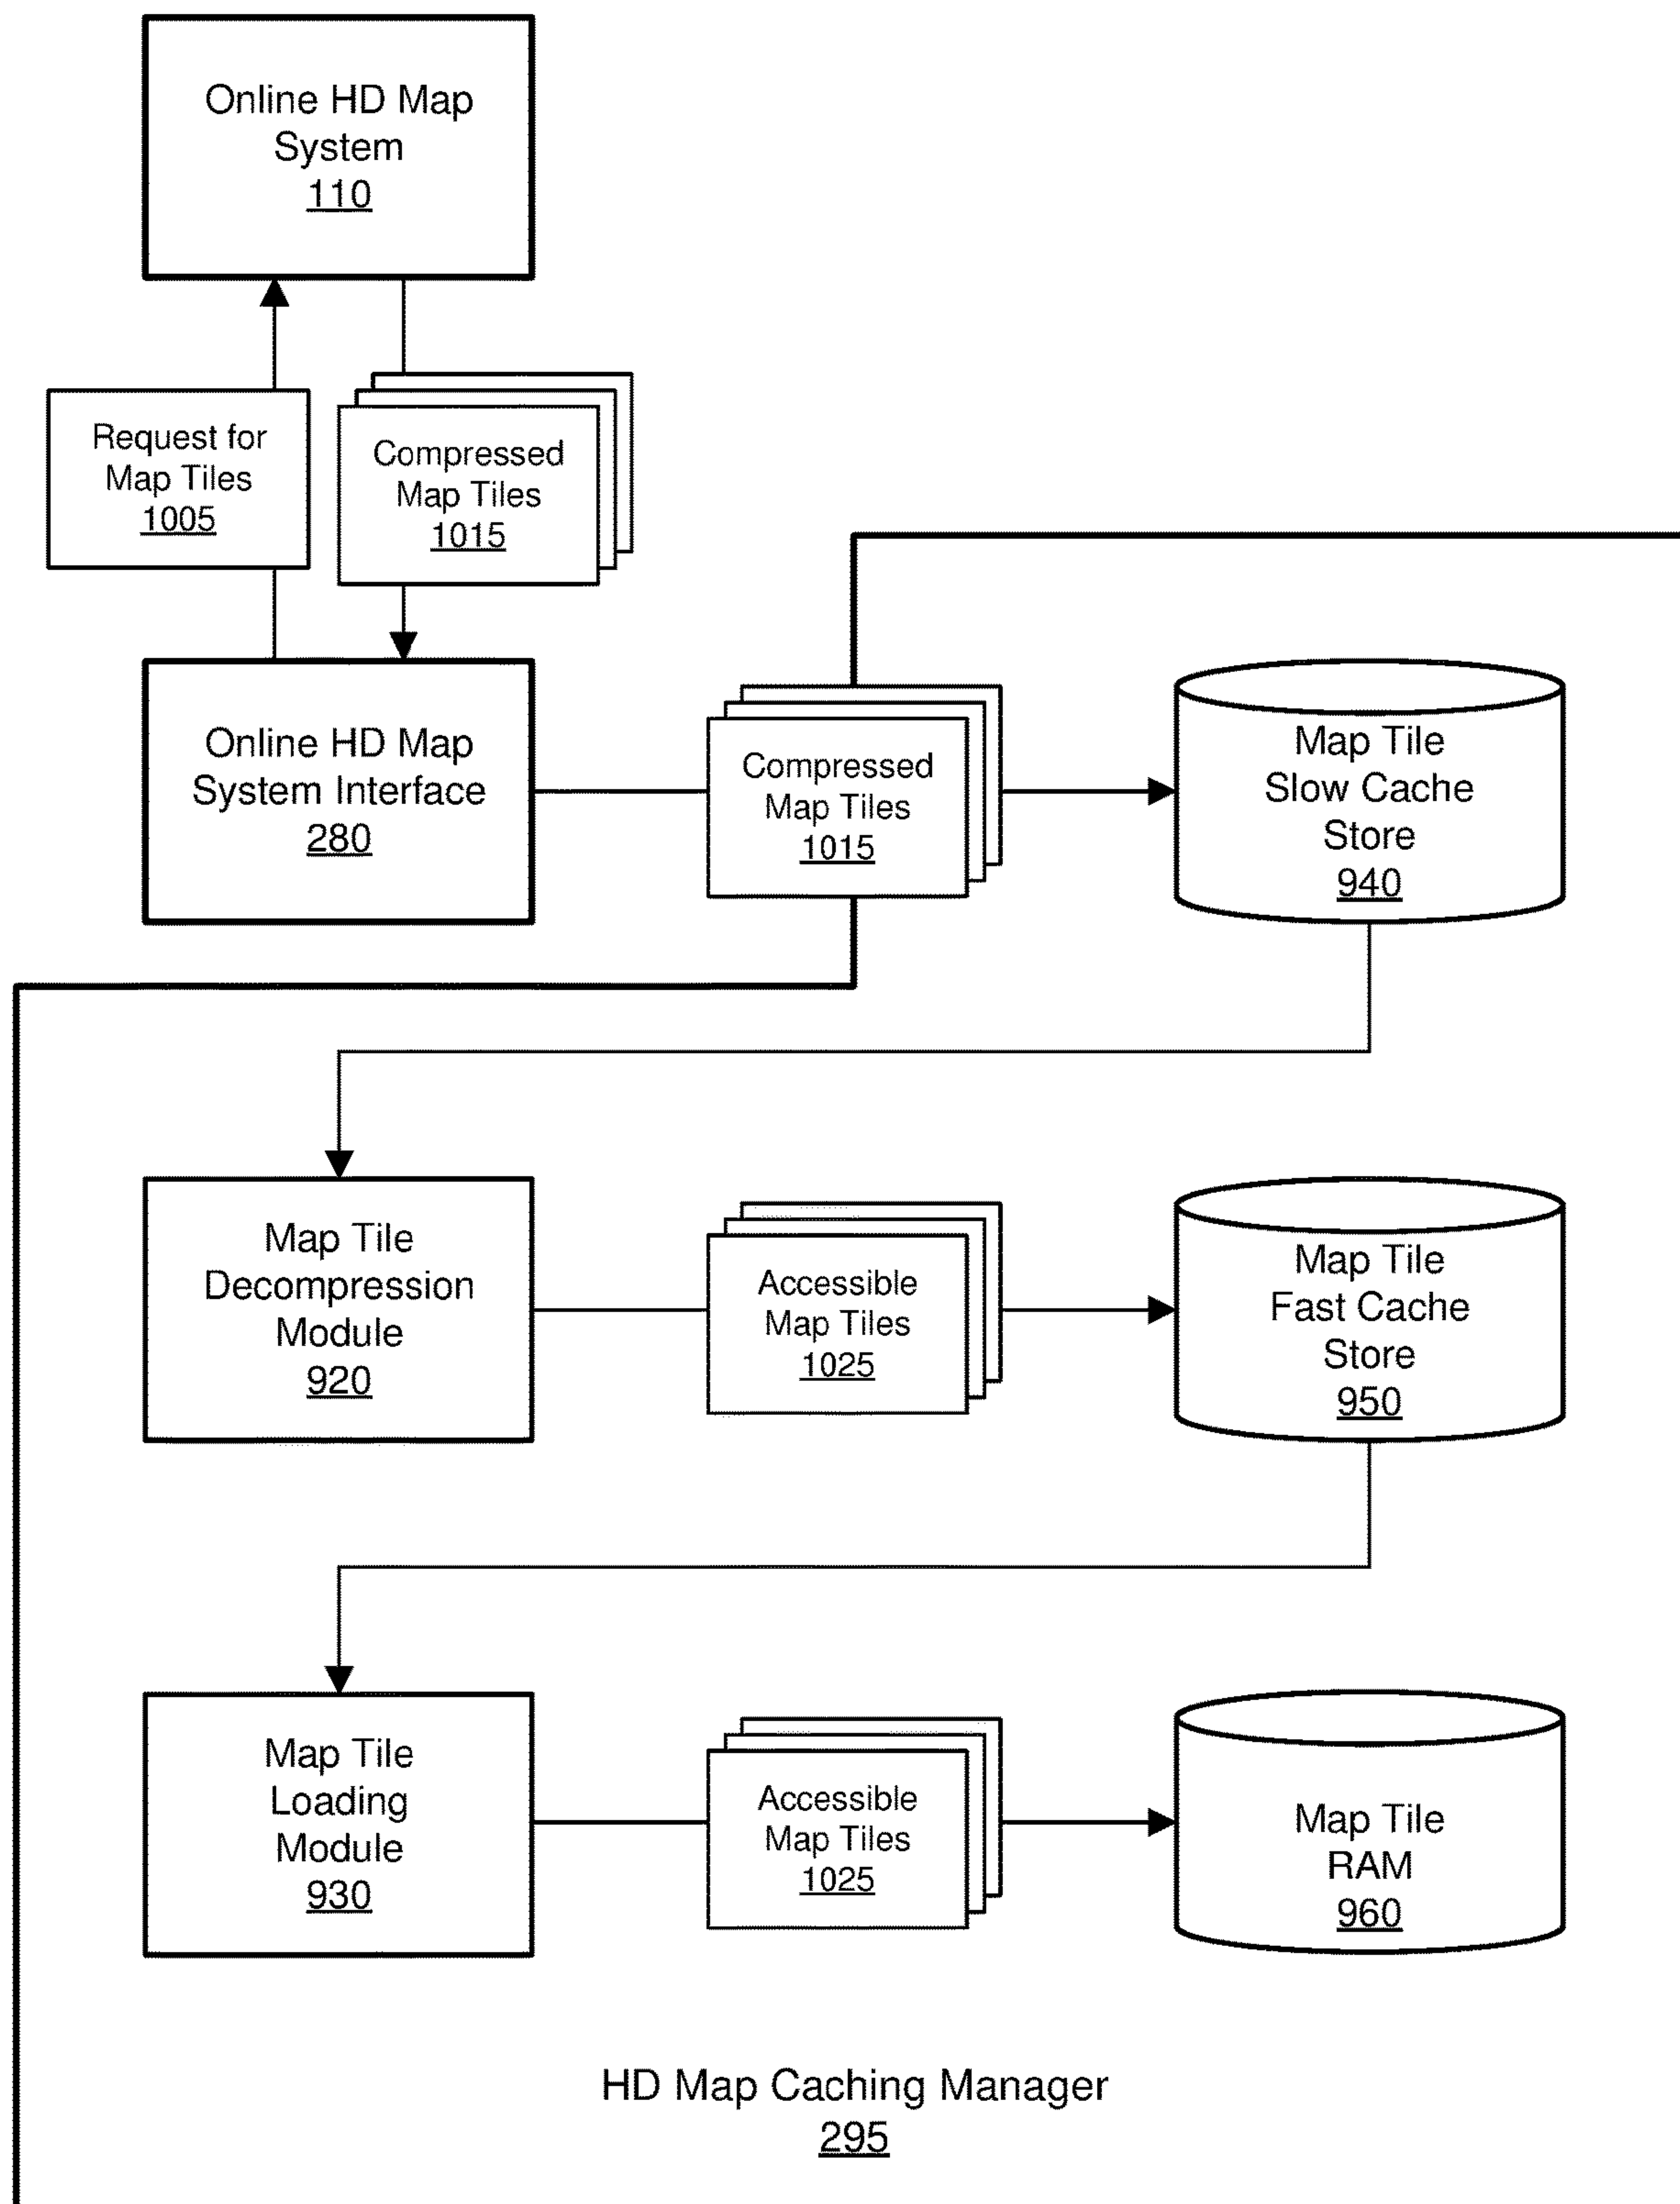 Online HD Map
System
110
Request for
Map Tiles
1005
Compressed
Map Tiles
1015
Online HD Map
System Interface
280
Compressed
Map Tiles
1015
Map Tile
Slow Cache
Store
940
Map Tile
Decompression
Module
920
Accessible
Map Tiles
1025
Map Tile
Fast Cache
Store
950
Map Tile
Loading
Module
930
Accessible
Map Tiles
1025
Map Tile
RAM
960
HD Map Caching Manager
295